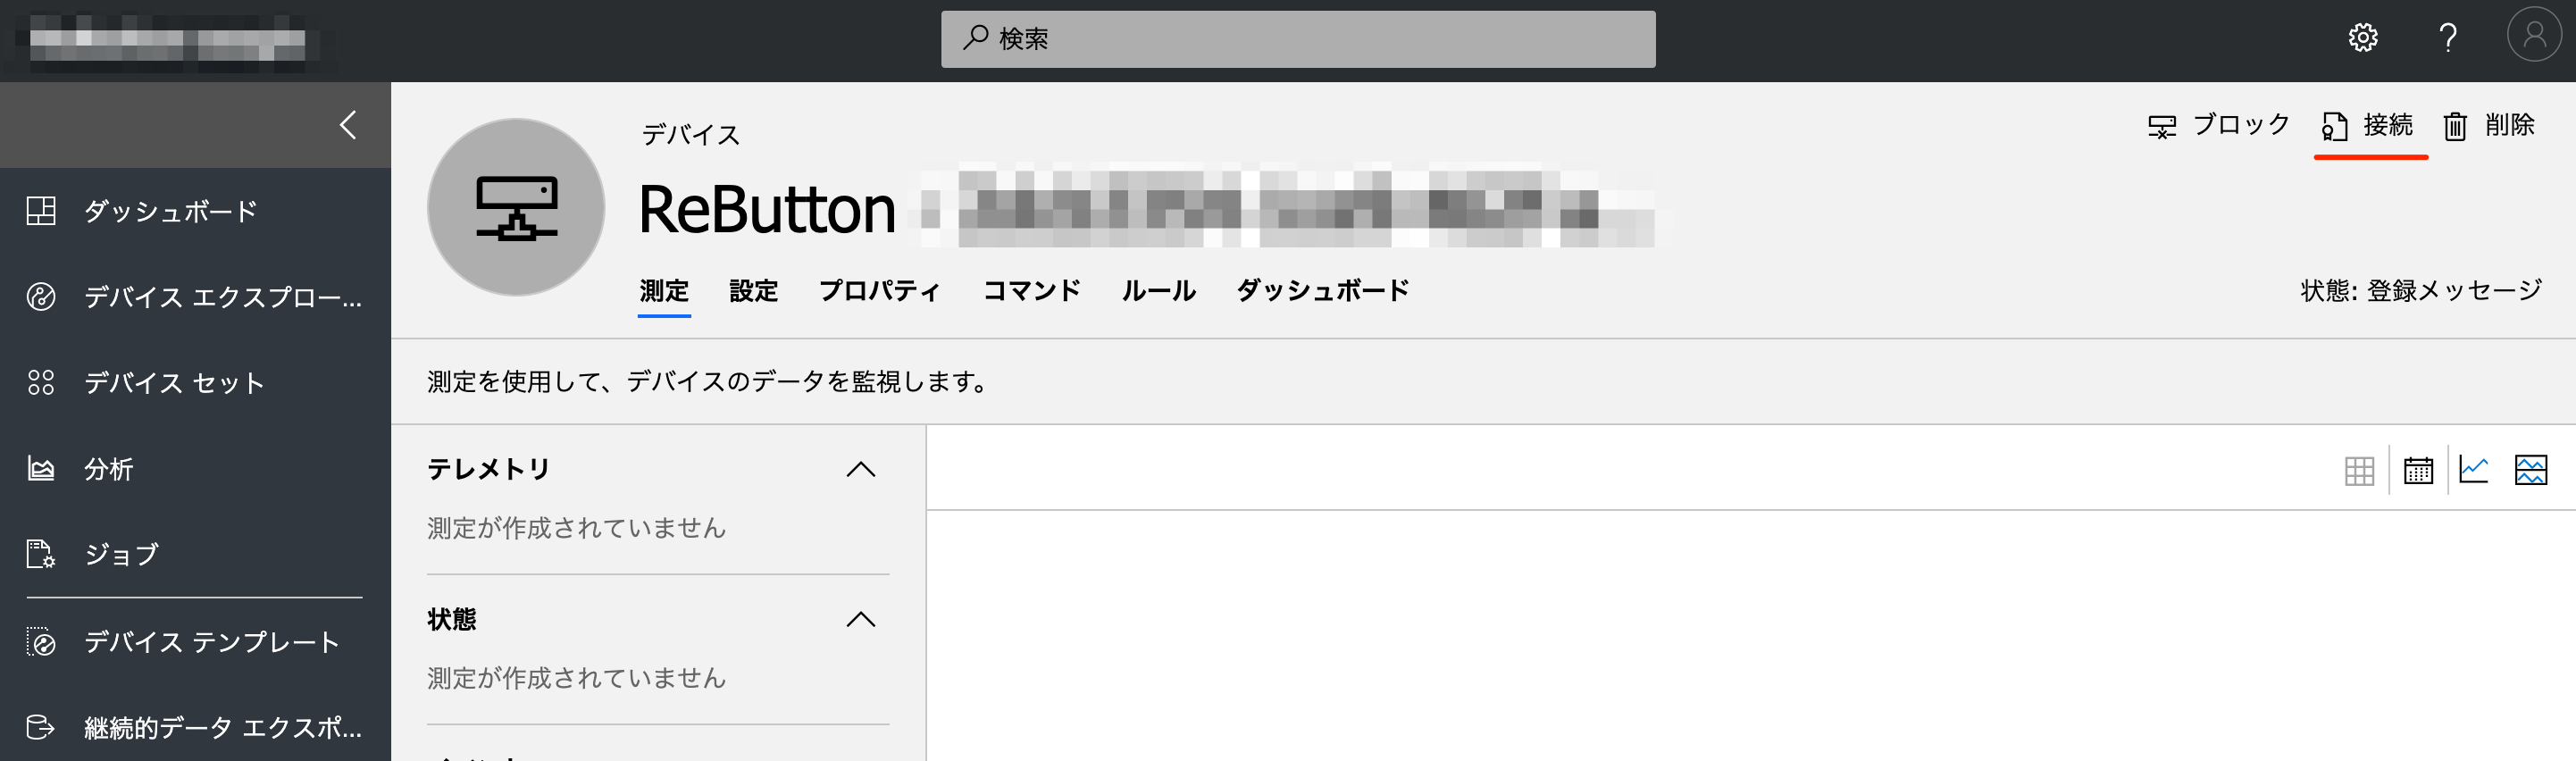 検索
ブロック 接続 削除
デバイス
ReButton
測定 設定 プロパティ コマンド ルール ダッシュボード
状態: 登録メッセージ
測定を使用して、デバイスのデータを監視します。
ダッシュボード
デバイス エクスプロー...
デバイス セット
分析
ジョブ
デバイス テンプレート
継続的データ エクスポ...
テレメトリ
測定が作成されていません
状態
測定が作成されていません